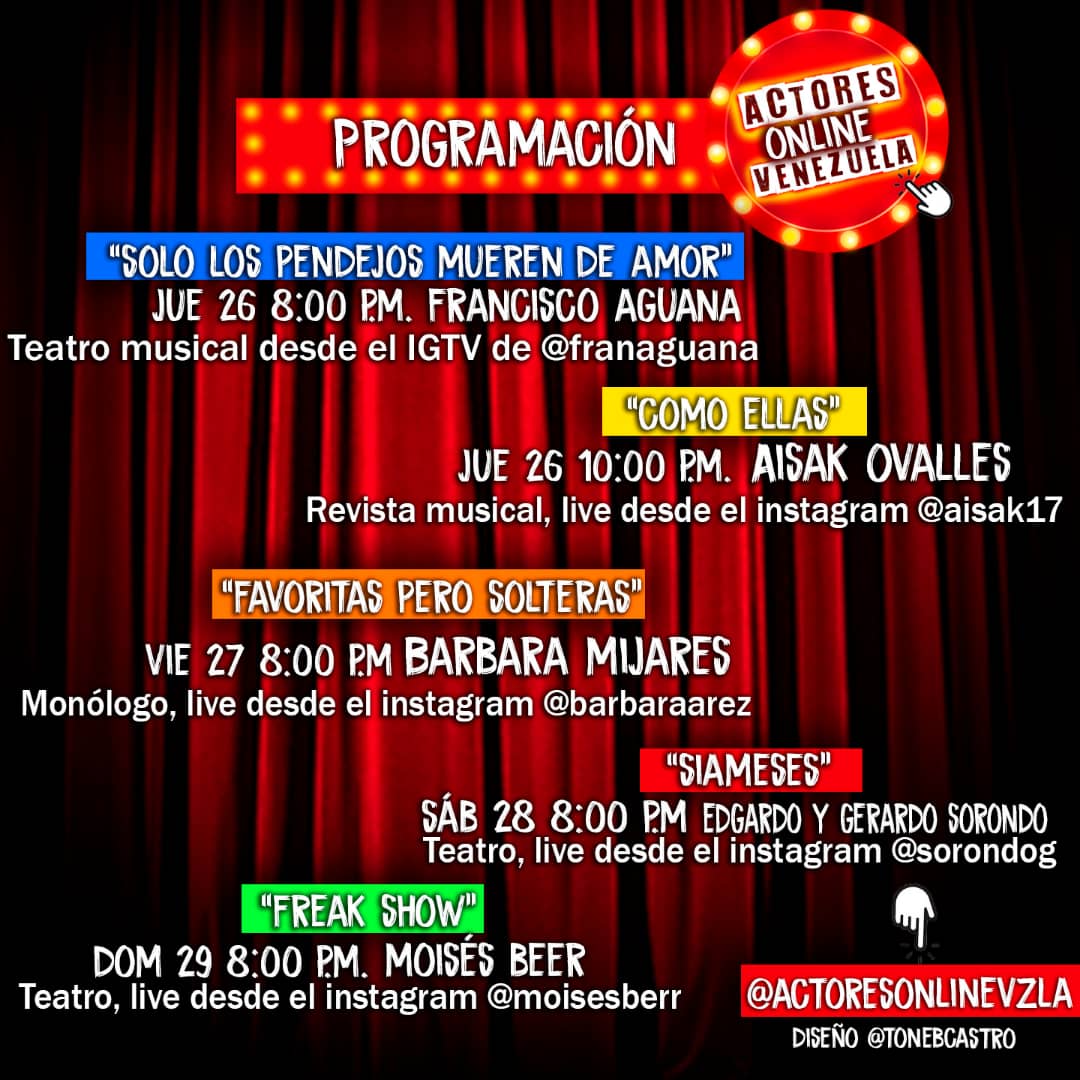 PROGRAMACIÓN
ACTORES
ONLINE
VENEZUELA
"SOLO LOS PENDEJOS MUEREN DE AMOR"
JUE 26 8:00 P.M. FRANCISCO AGUANA
Teatro musical desde el IGTV de @franaguana
"COMO ELLAS"
JUE 26 10:00 P.M. AISAK OVALLES
Revista musical, live desde el instagram @aisak17
"FAVORITAS PERO SOLTERAS"
VIE 27 8:00 P.M BARBARA MIJARES
Monólogo, live desde el instagram @barbaraarez
"SIAMESES"
SÁB 28 8:00 P.M EDGARDO Y GERARDO SORONDO
Teatro, live desde el instagram @sorondog
"FREAK SHOW"
DOM 29 8:00 P.M. MOISÉS BEER
Teatro, live desde el instagram @moisesberr
@ACTORESONLINEVZLA
DISEÑO @TONEBCASTRO